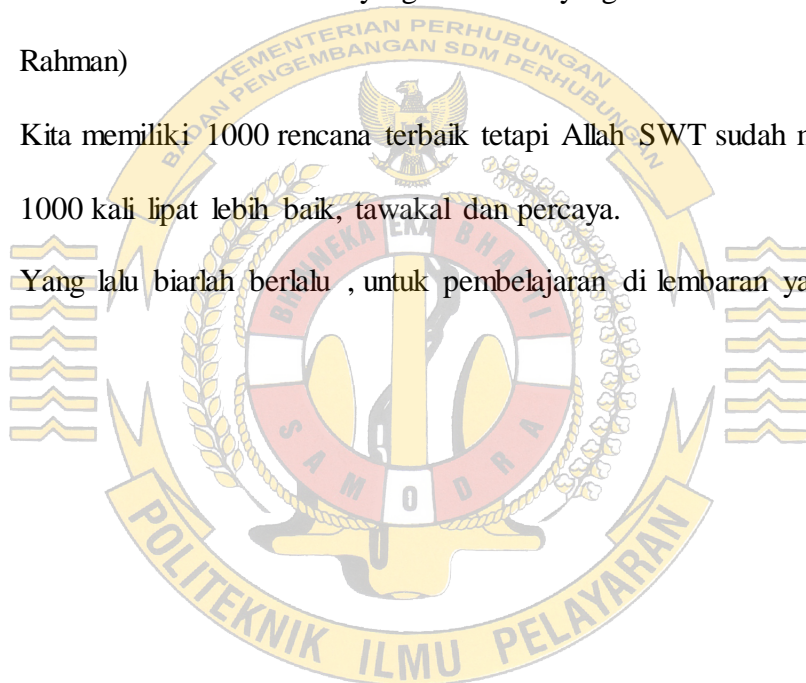 Rahman)
Kita memiliki 1000 rencana terbaik tetapi Allah SWT sudah
1000 kali lipat lebih baik, tawakal dan percaya.
Yang lalu biarlah berlalu , untuk pembelajaran di lembaran
KEMENTERIAN PERHUBUNGAN
BADAN PENGEMBANGAN SDM PERHUBUNGAN
BHINNEKA EKA BHAKTI
SAMODRA
POLITEKNIK ILMU PELAYARAN